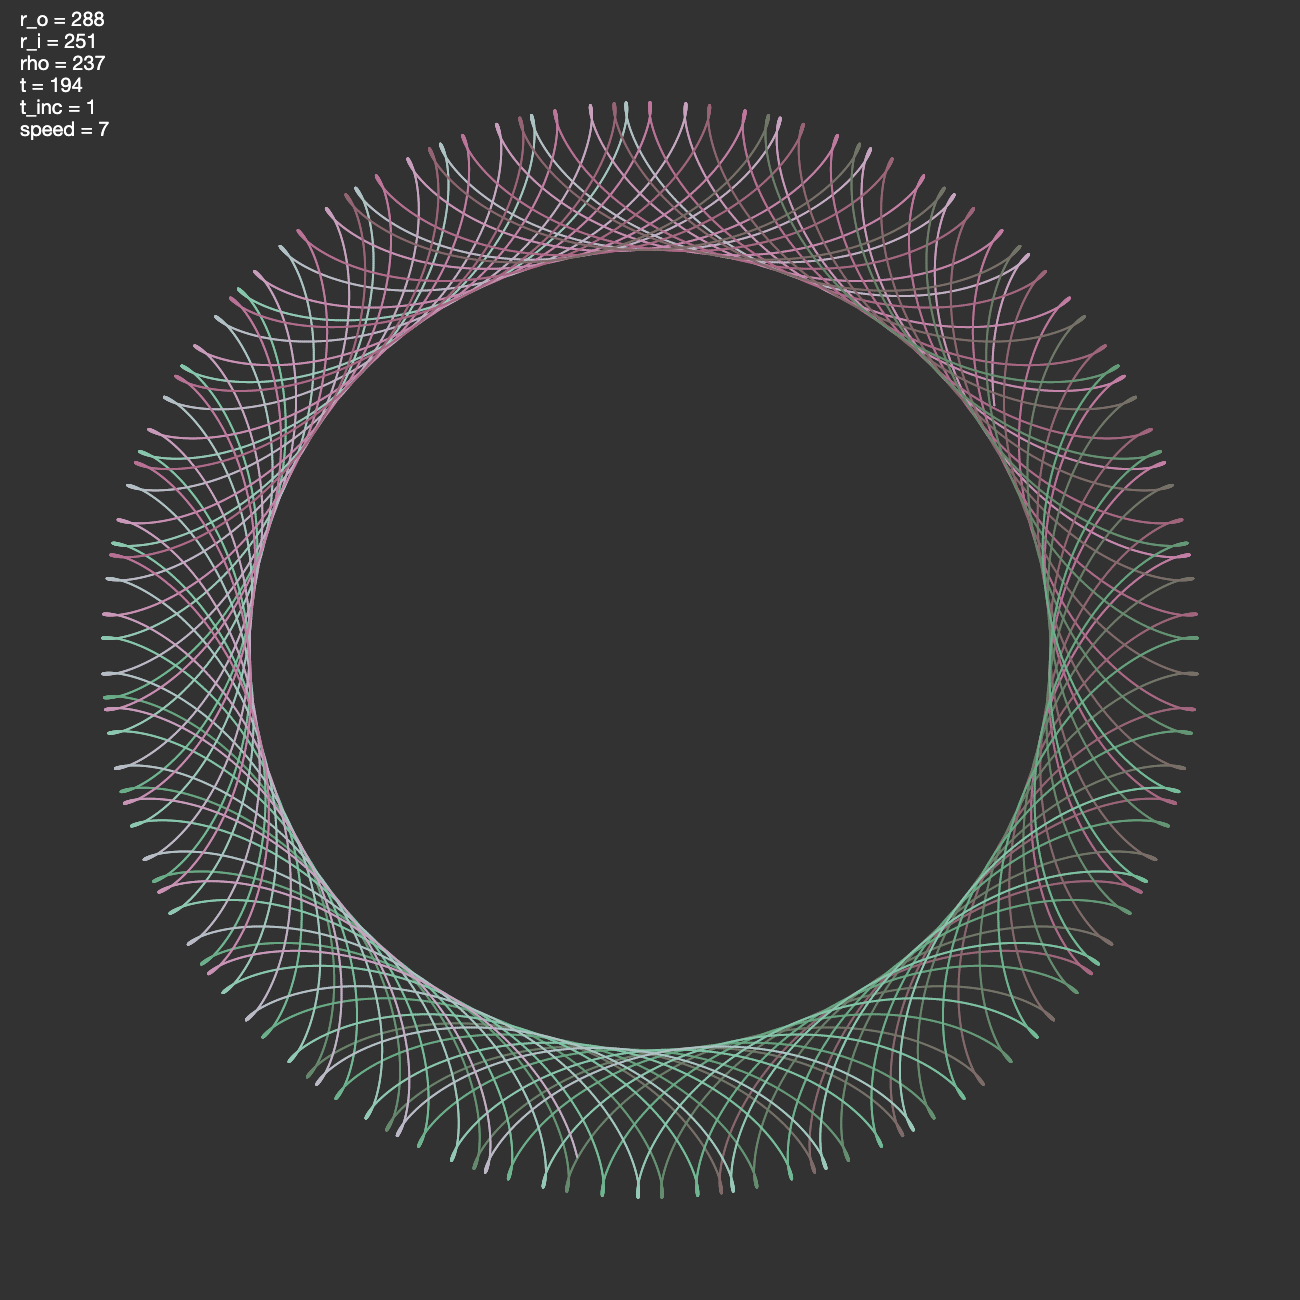 r_o = 288
r_i = 251
rho = 237
t = 194
t_inc = 1
speed = 7